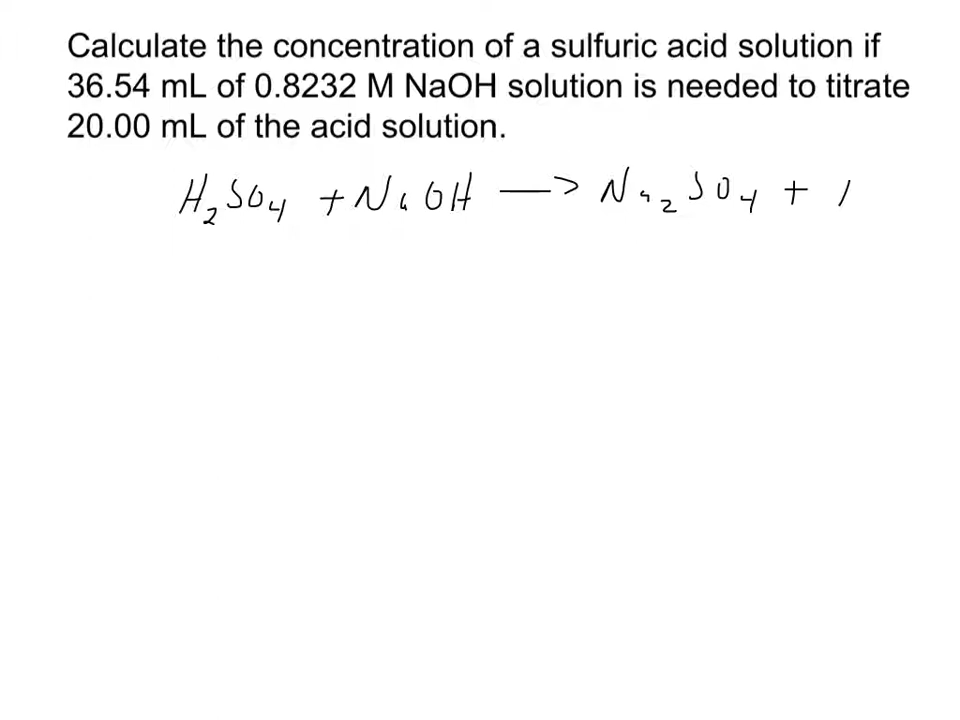 Calculate the concentration of a sulfuric acid solution if
36.54 mL of 0.8232 M NaOH solution is needed to titrate
20.00 mL of the acid solution.
H₂SO₄ + NaOH ⟶ Na₂SO₄ +